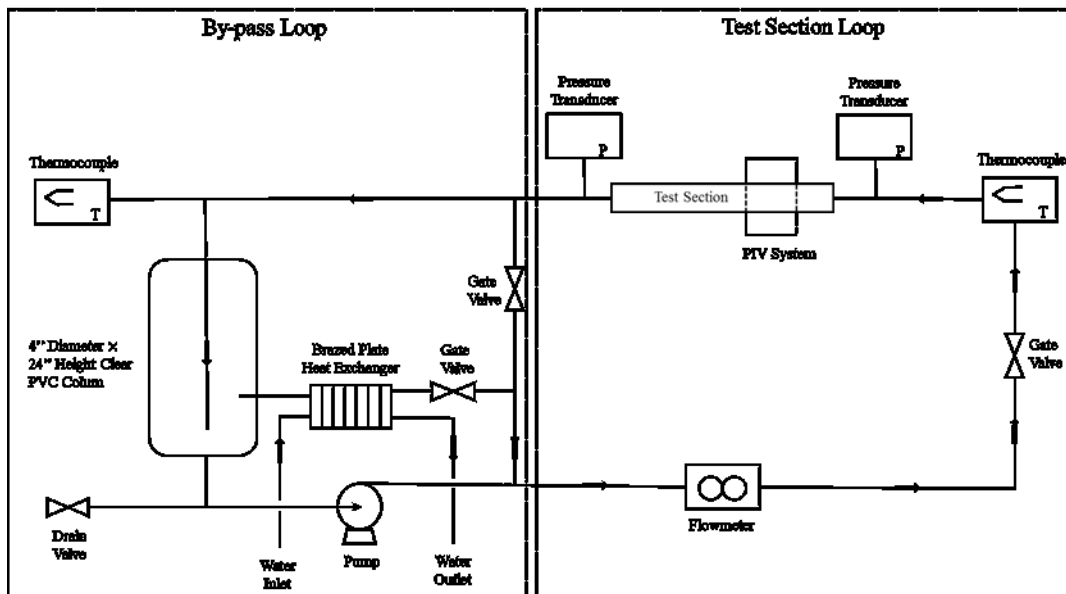 By-pass Loop
Test Section Loop
Pressure
Transducer
P
Pressure
Transducer
P
Thermocouple
T
Thermocouple
T
Test Section
PIV System
Gate
Valve
4" Diameter ×
24" Height Clear
PVC Colum
Brazed Plate
Heat Exchanger
Gate
Valve
Gate
Valve
Drain
Valve
Water
Inlet
Pump
Water
Outlet
Flowmeter